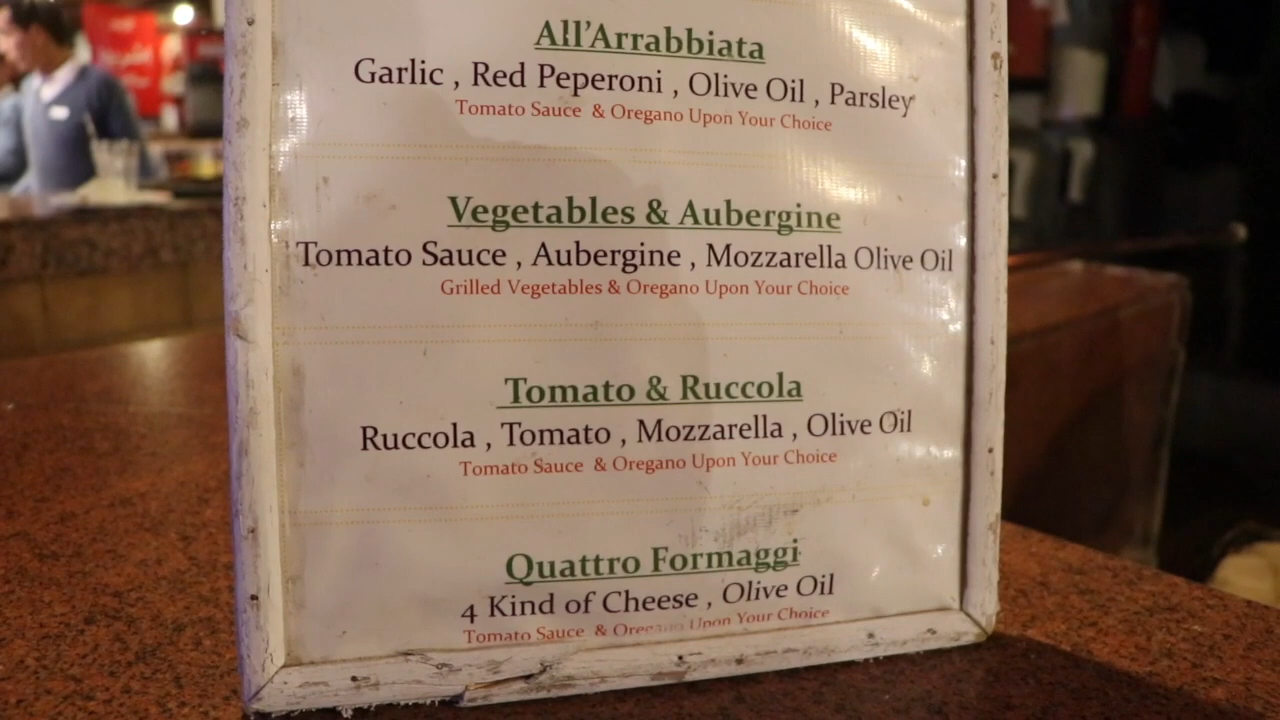 All'Arrabbiata
Garlic , Red Peperoni , Olive Oil , Parsley
Tomato Sauce & Oregano Upon Your Choice
Vegetables & Aubergine
Tomato Sauce , Aubergine , Mozzarella Olive Oil
Grilled Vegetables & Oregano Upon Your Choice
Tomato & Ruccola
Ruccola , Tomato , Mozzarella , Olive Oil
Tomato Sauce & Oregano Upon Your Choice
Quattro Formaggi
4 Kind of Cheese , Olive Oil
Tomato Sauce & Oregano Upon Your Choice